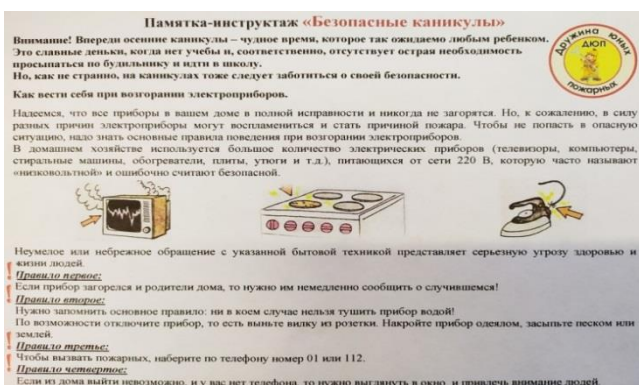 Памятка-инструктаж «Безопасные каникулы»
Внимание! Впереди осенние каникулы – чудное время, которое так ожидаемо любым ребенком.
Это славные деньки, когда нет учебы и, соответственно, отсутствует острая необходимость
просыпаться по будильнику и идти в школу.
Но, как не странно, на каникулах тоже следует заботиться о своей безопасности.
Дружина юных
ДЮП
пожарных
Как вести себя при возгорании электроприборов.
Надеемся, что все приборы в вашем доме в полной исправности и никогда не загорятся. Но, к сожалению, в силу
разных причин электроприборы могут воспламениться и стать причиной пожара. Чтобы не попасть в опасную
ситуацию, надо знать основные правила поведения при возгорании электроприборов.
В домашнем хозяйстве используется большое количество электрических приборов (телевизоры, компьютеры,
стиральные машины, обогреватели, плиты, утюги и т.д.), питающихся от сети 220 В, которую часто называют
«низковольтной» и ошибочно считают безопасной.
Неумелое или небрежное обращение с указанной бытовой техникой представляет серьезную угрозу здоровью и
жизни людей.
! Правило первое:
Если прибор загорелся и родители дома, то нужно им немедленно сообщить о случившемся!
! Правило второе:
Нужно запомнить основное правило: ни в коем случае нельзя тушить прибор водой!
По возможности отключите прибор, то есть выньте вилку из розетки. Накройте прибор одеялом, засыпьте песком или
землей.
! Правило третье:
Чтобы вызвать пожарных, наберите по телефону номер 01 или 112.
! Правило четвертое:
Если из дома выйти невозможно, и у вас нет телефона, то нужно выглянуть в окно, и привлечь внимание людей.